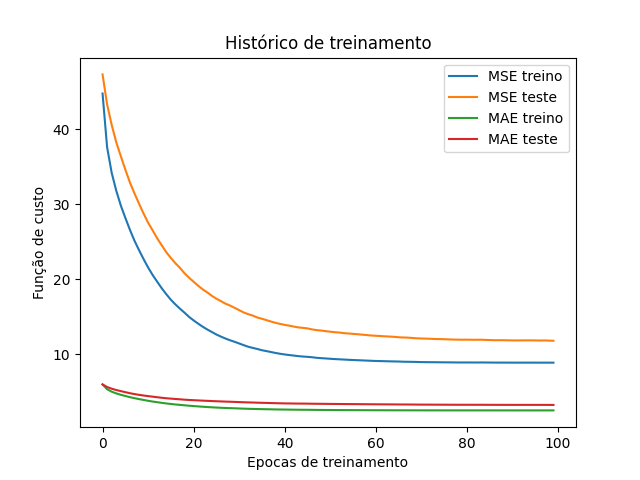 Histórico de treinamento
MSE treino
MSE teste
MAE treino
MAE teste
Função de custo
40
30
20
10
0
20
40
60
80
100
Epocas de treinamento